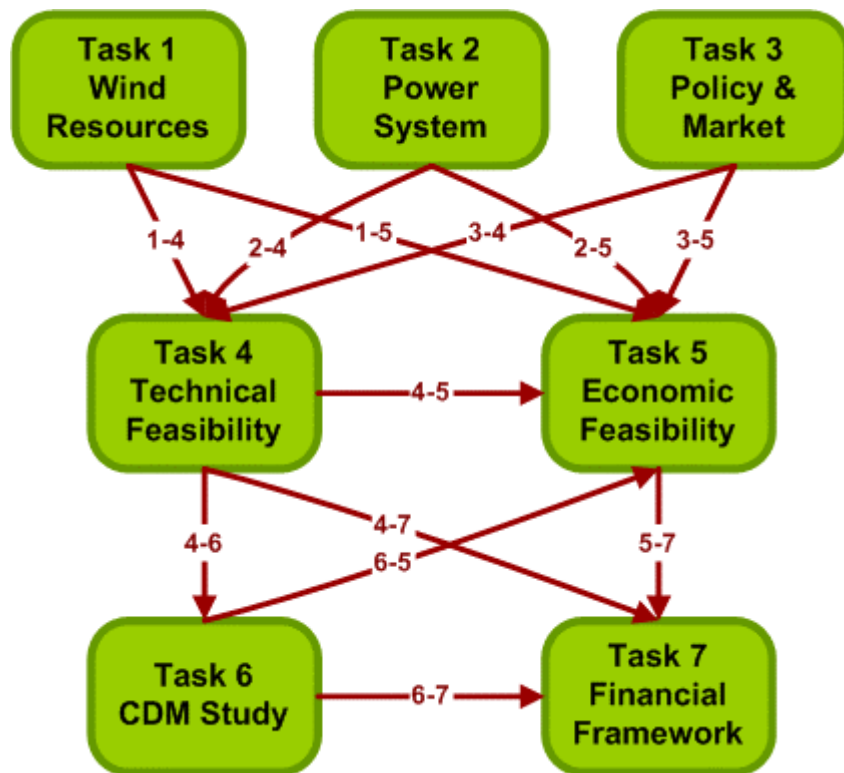 Task 1
Wind
Resources
Task 2
Power
System
Task 3
Policy &
Market
1-4
2-4
1-5
3-4
2-5
3-5
Task 4
Technical
Feasibility
4-5
Task 5
Economic
Feasibility
4-6
4-7
6-5
5-7
Task 6
CDM Study
6-7
Task 7
Financial
Framework